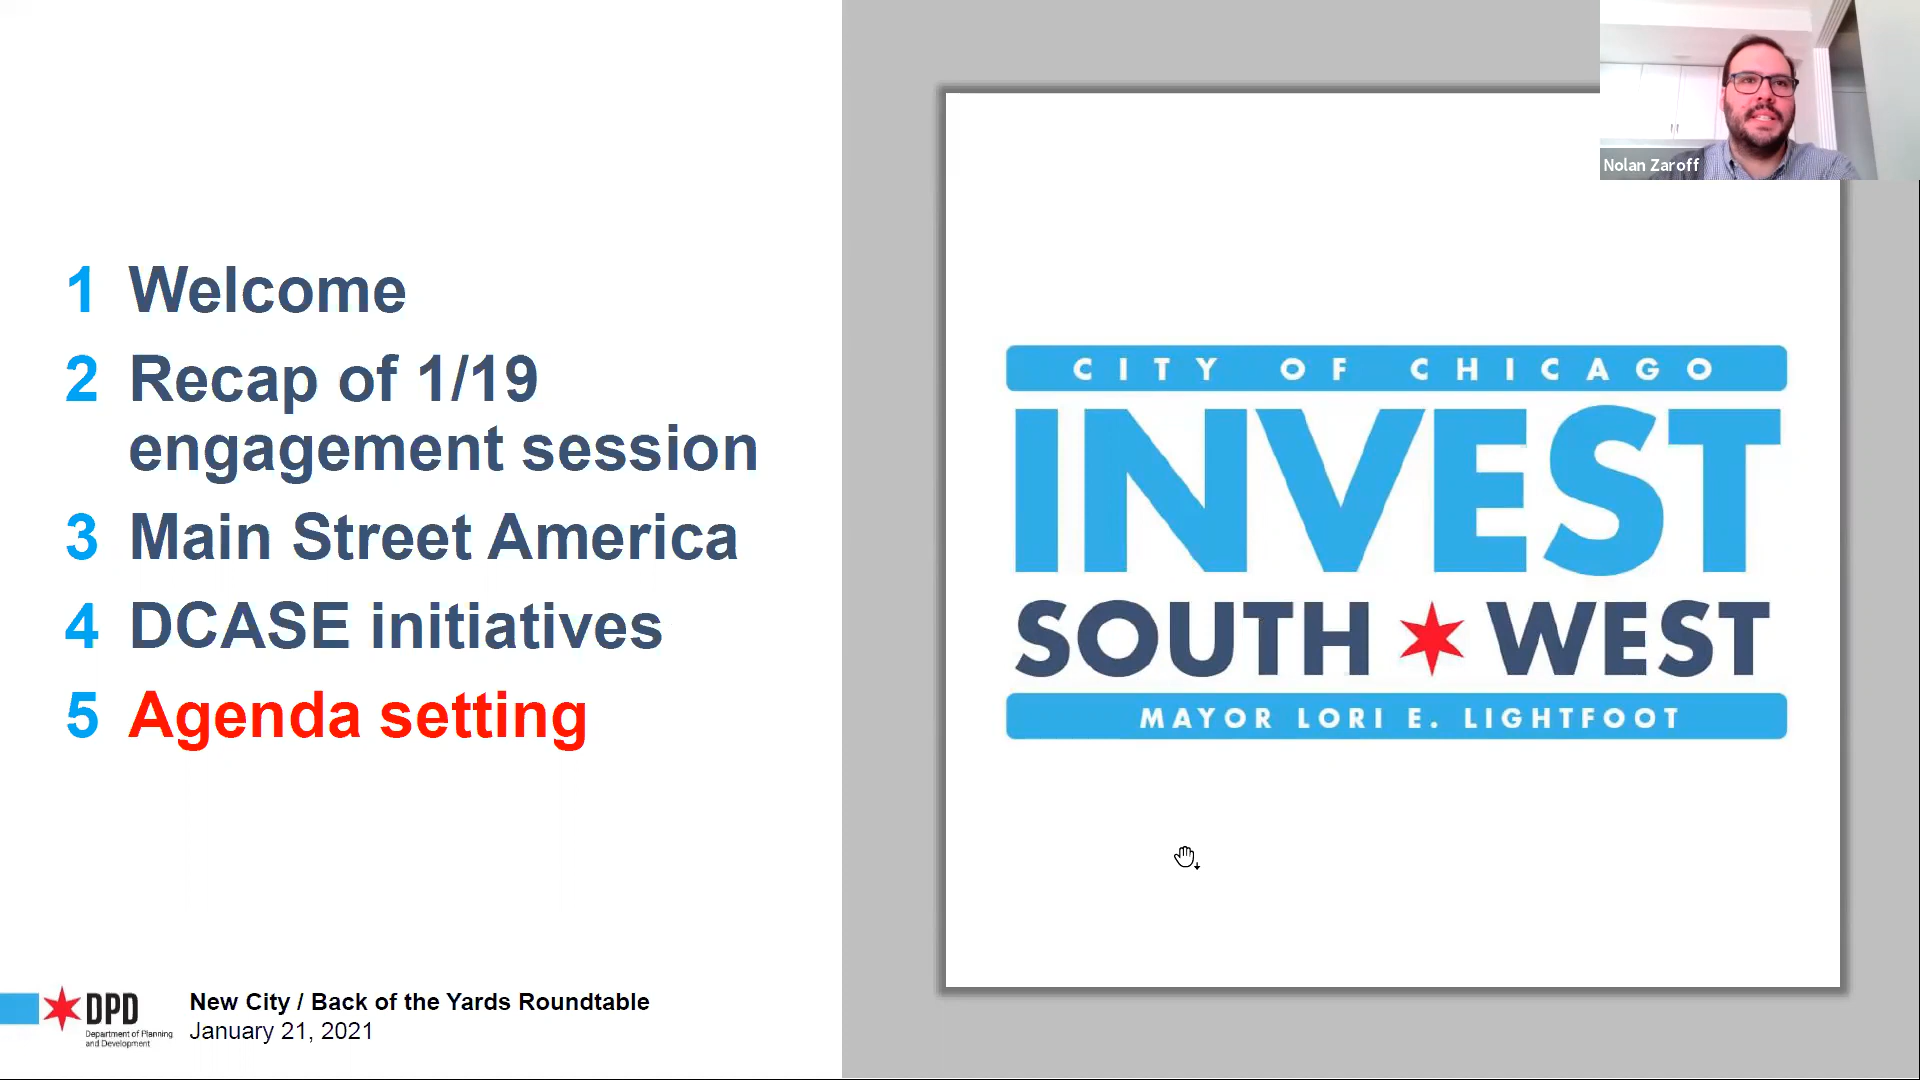 1 Welcome
2 Recap of 1/19
engagement session
3 Main Street America
4 DCASE initiatives
5 Agenda setting
DPD
Department of Planning
and Development
New City / Back of the Yards Roundtable
January 21, 2021
CITY OF CHICAGO
INVEST
SOUTH WEST
MAYOR LORI E. LIGHTFOOT
Nolan Zaroff